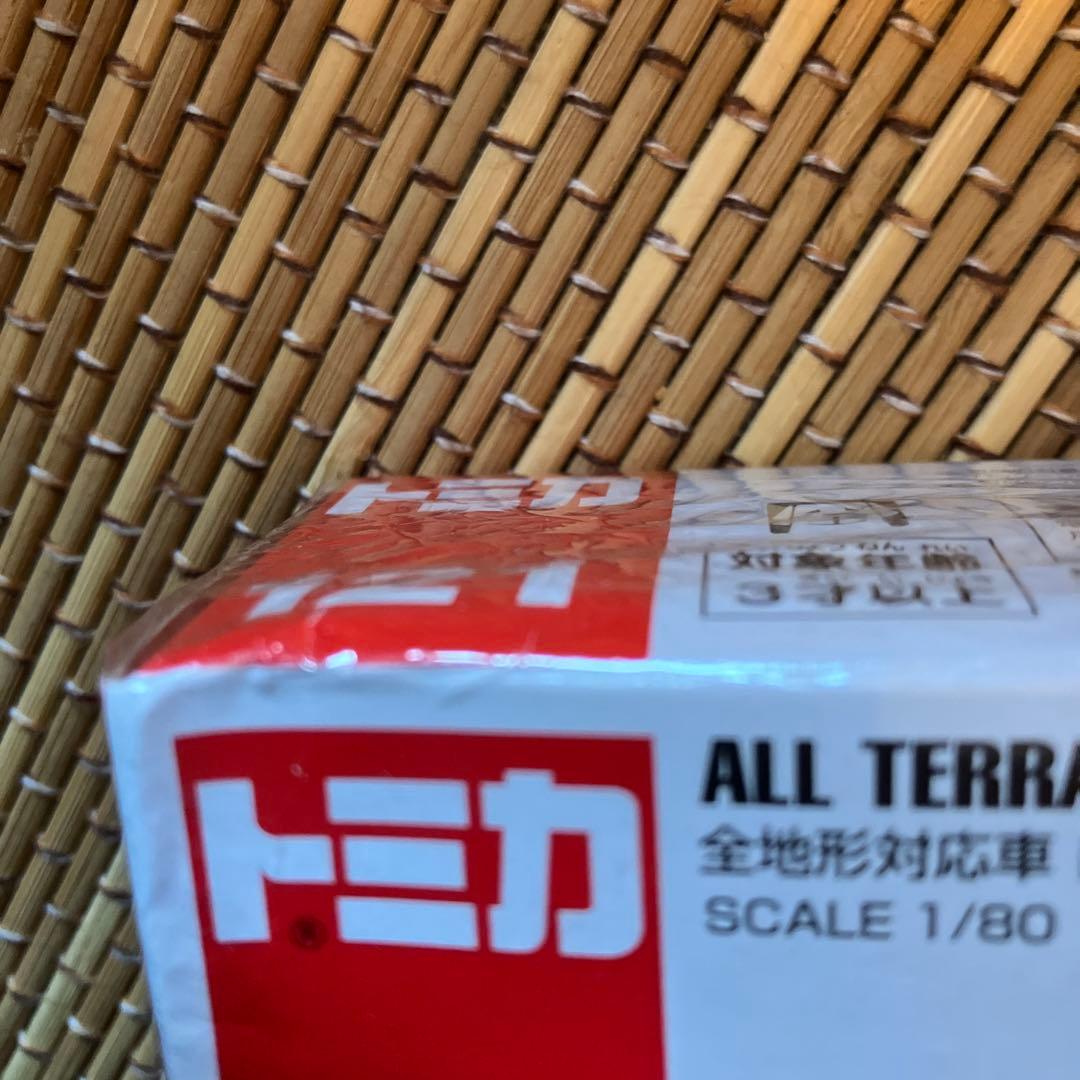 トミカ
121
対象年齢
3才以上
トミカ
ALL TERRA
全地形対応車
SCALE 1/80